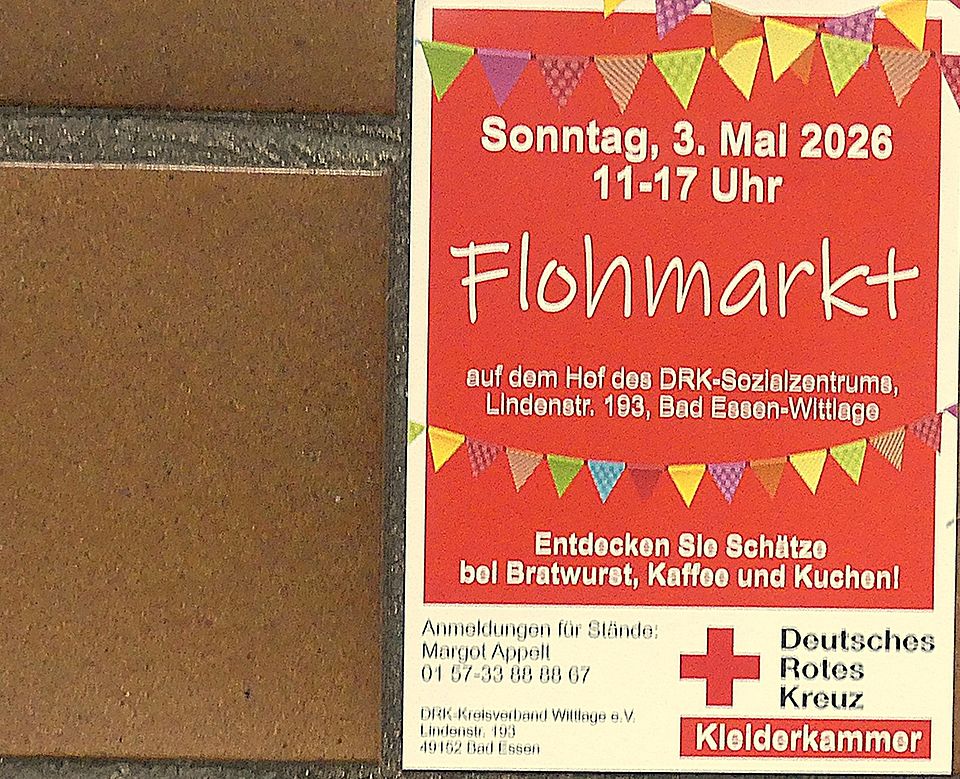 Sonntag, 3. Mai 2026
11-17 Uhr
Flohmarkt
auf dem Hof des DRK-Sozialzentrums,
Lindenstr. 193, Bad Essen-Wittlage
Entdecken Sie Schätze
bei Bratwurst, Kaffee und Kuchen!
Anmeldungen für Stände:
Margot Appelt
01 57-33 88 88 67
DRK-Kreisverband Wittlage e.V.
Lindenstr. 193
49152 Bad Essen
Deutsches
Rotes
Kreuz
Kleiderkammer